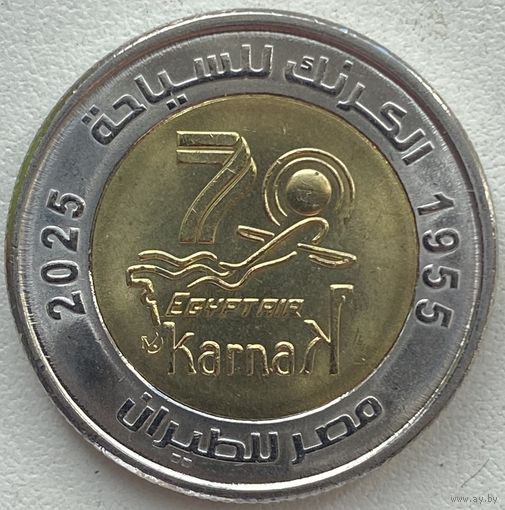 الكرنك للسياحة
1955
2025
70
EGYPTAIR
Karnak
مصر للطيران
www.ay.by